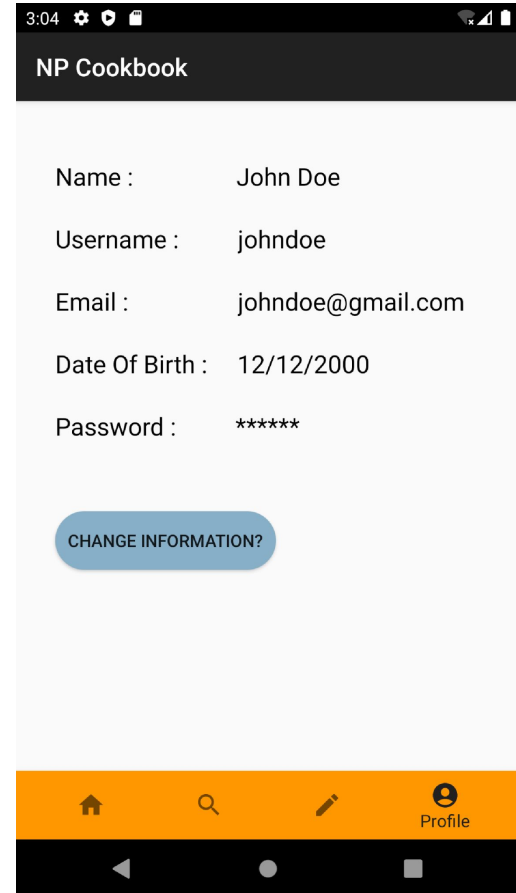 3:04
NP Cookbook
Name : John Doe
Username : johndoe
Email : johndoe@gmail.com
Date Of Birth : 12/12/2000
Password : ******
CHANGE INFORMATION?
Profile